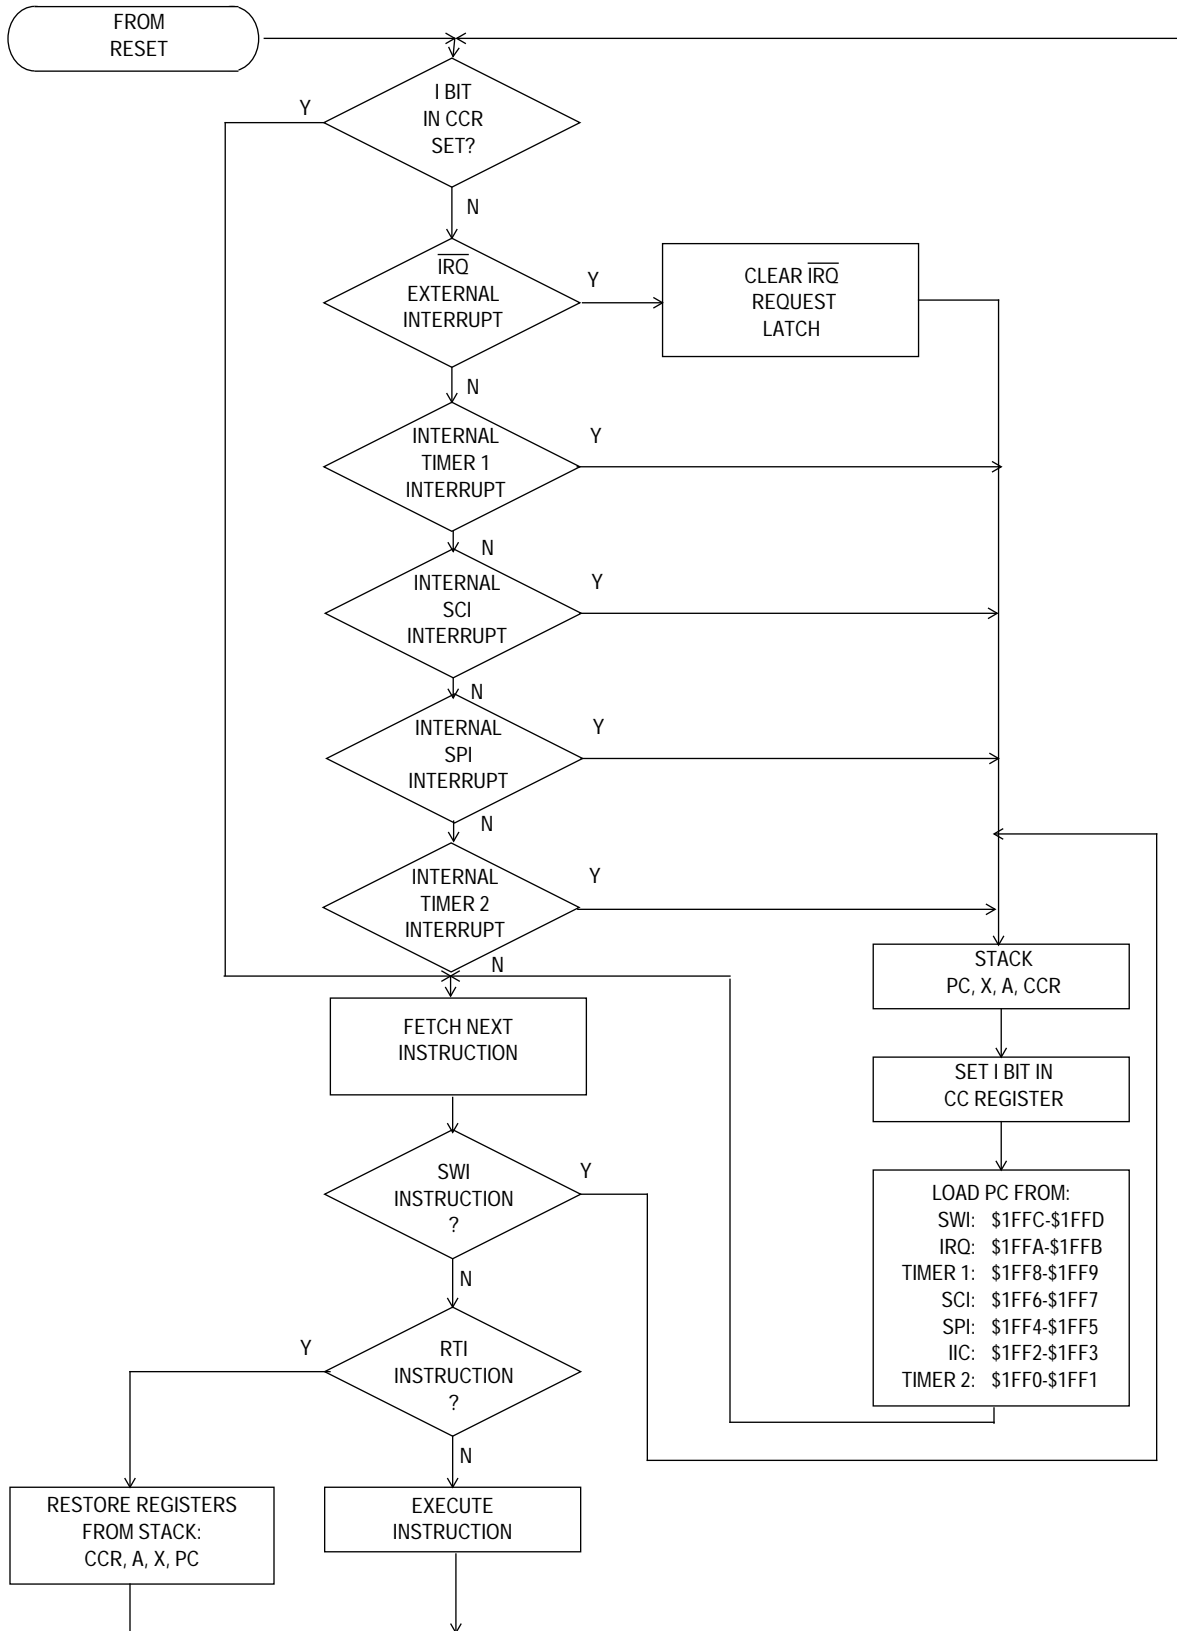 FROM
RESET
Y
I BIT
IN CCR
SET?
N
IRQ
EXTERNAL
INTERRUPT
Y
CLEAR IRQ
REQUEST
LATCH
N
INTERNAL
TIMER 1
INTERRUPT
Y
N
INTERNAL
SCI
INTERRUPT
Y
N
INTERNAL
SPI
INTERRUPT
Y
N
INTERNAL
TIMER 2
INTERRUPT
Y
N
STACK
PC, X, A, CCR
FETCH NEXT
INSTRUCTION
SET I BIT IN
CC REGISTER
SWI
INSTRUCTION
?
Y
N
LOAD PC FROM:
SWI: $1FFC-$1FFD
IRQ: $1FFA-$1FFB
TIMER 1: $1FF8-$1FF9
SCI: $1FF6-$1FF7
SPI: $1FF4-$1FF5
IIC: $1FF2-$1FF3
TIMER 2: $1FF0-$1FF1
Y
RTI
INSTRUCTION
?
N
RESTORE REGISTERS
FROM STACK:
CCR, A, X, PC
EXECUTE
INSTRUCTION